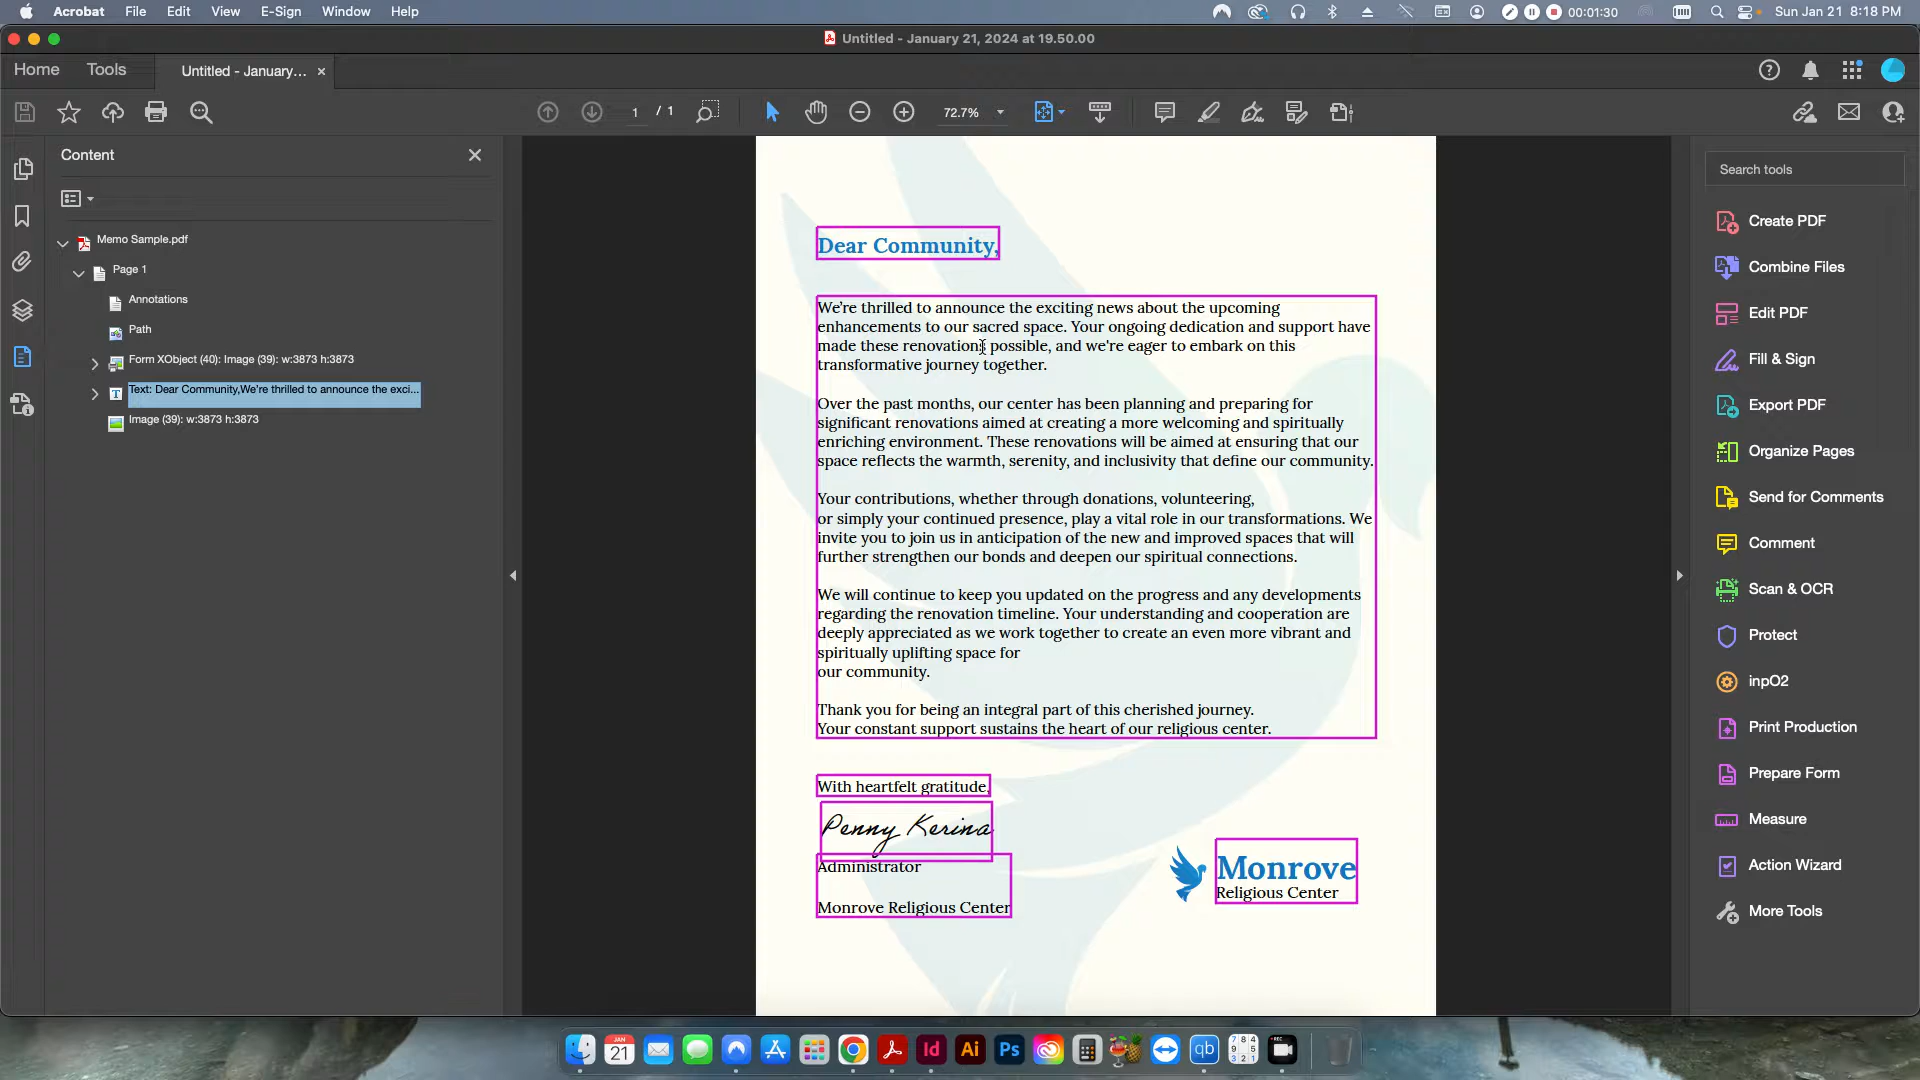 Acrobat File Edit View E-Sign Window Help
00:01:30
Sun Jan 21 8:18 PM
Untitled - January 21, 2024 at 19.50.00
Home Tools Untitled - January... ×
1 / 1 72.7%
Content
Memo Sample.pdf
Page 1
Annotations
Path
Form XObject (40): Image (39): w:3873 h:3873
Text: Dear Community,We're thrilled to announce the exci...
Image (39): w:3873 h:3873
Dear Community,
We're thrilled to announce the exciting news about the upcoming
enhancements to our sacred space. Your ongoing dedication and support have
made these renovations possible, and we're eager to embark on this
transformative journey together.
Over the past months, our center has been planning and preparing for
significant renovations aimed at creating a more welcoming and spiritually
enriching environment. These renovations will be aimed at ensuring that our
space reflects the warmth, serenity, and inclusivity that define our community.
Your contributions, whether through donations, volunteering,
or simply your continued presence, play a vital role in our transformations. We
invite you to join us in anticipation of the new and improved spaces that will
further strengthen our bonds and deepen our spiritual connections.
We will continue to keep you updated on the progress and any developments
regarding the renovation timeline. Your understanding and cooperation are
deeply appreciated as we work together to create an even more vibrant and
spiritually uplifting space for
our community.
Thank you for being an integral part of this cherished journey.
Your constant support sustains the heart of our religious center.
With heartfelt gratitude,
Penny Kerina
Administrator
Monrove Religious Center
Monrove
Religious Center
Search tools
Create PDF
Combine Files
Edit PDF
Fill & Sign
Export PDF
Organize Pages
Send for Comments
Comment
Scan & OCR
Protect
inpO2
Print Production
Prepare Form
Measure
Action Wizard
More Tools
JAN
21
Id
Ai
Ps
qb